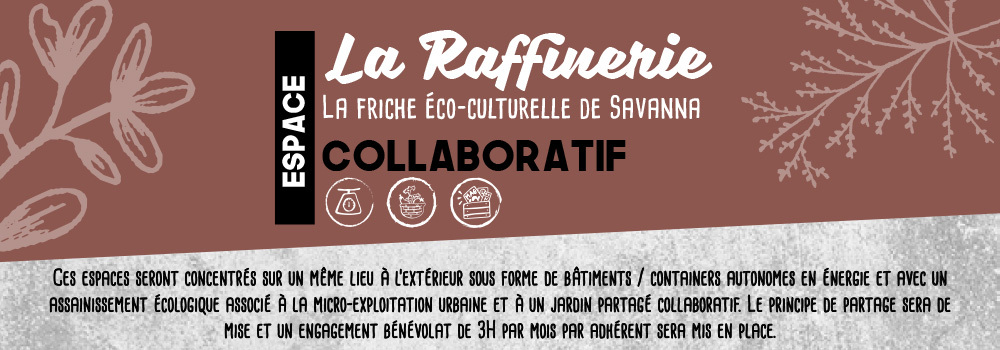 La Raffinerie
La friche éco-culturelle de Savanna
ESPACE
COLLABORATIF
Ces espaces seront concentrés sur un même lieu à l'extérieur sous forme de bâtiments / containers autonomes en énergie et avec un
assainissement écologique associé à la micro-exploitation urbaine et à un jardin partagé collaboratif. Le principe de partage sera de
mise et un engagement bénévolat de 3H par mois par adhérent sera mis en place.